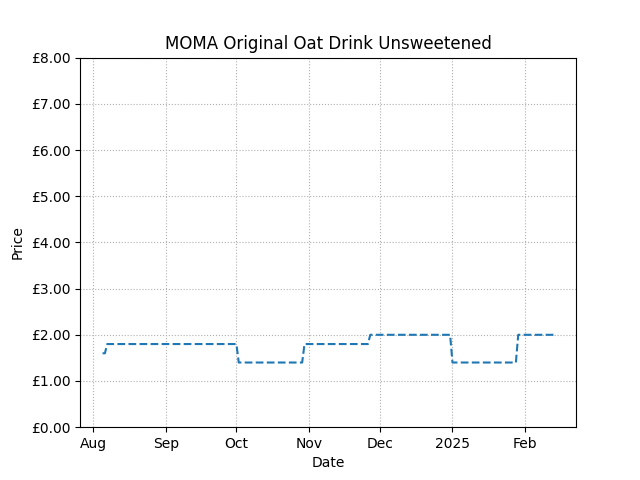 MOMA Original Oat Drink Unsweetened
£8.00
£7.00
£6.00
£5.00
£4.00
£3.00
£2.00
£1.00
£0.00
Price
Aug Sep Oct Nov Dec 2025 Feb
Date